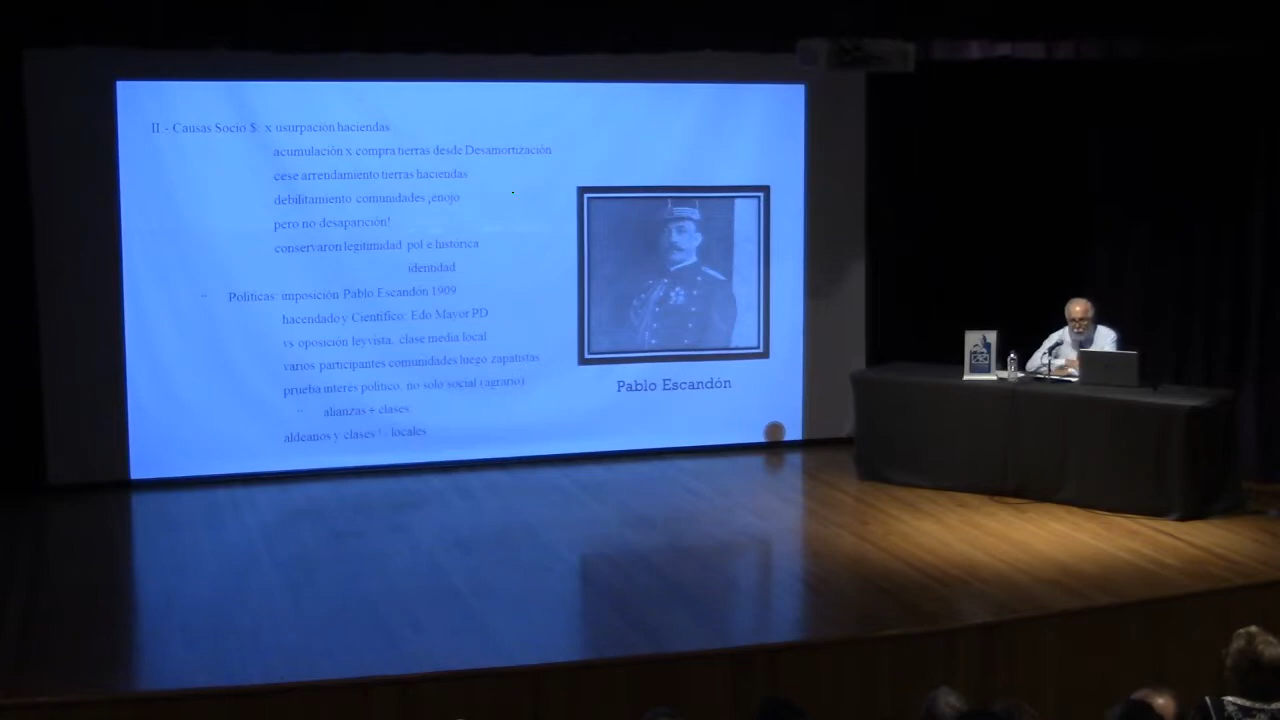 II.- Causas Socio $: x usurpación haciendas
acumulación x compra tierras desde Desamortización
cese arrendamiento tierras haciendas
debilitamiento comunidades ¡enojo
pero no desaparición!
conservaron legitimidad pol e histórica
identidad
Políticas: imposición Pablo Escandón 1909
hacendado y Científico: Edo Mayor PD
vs oposición leyvista, clase media local
varios participantes comunidades luego zapatistas
prueba interés político, no solo social (agrario)
alianzas ÷ clases
aldeanos y clases locales
Pablo Escandón